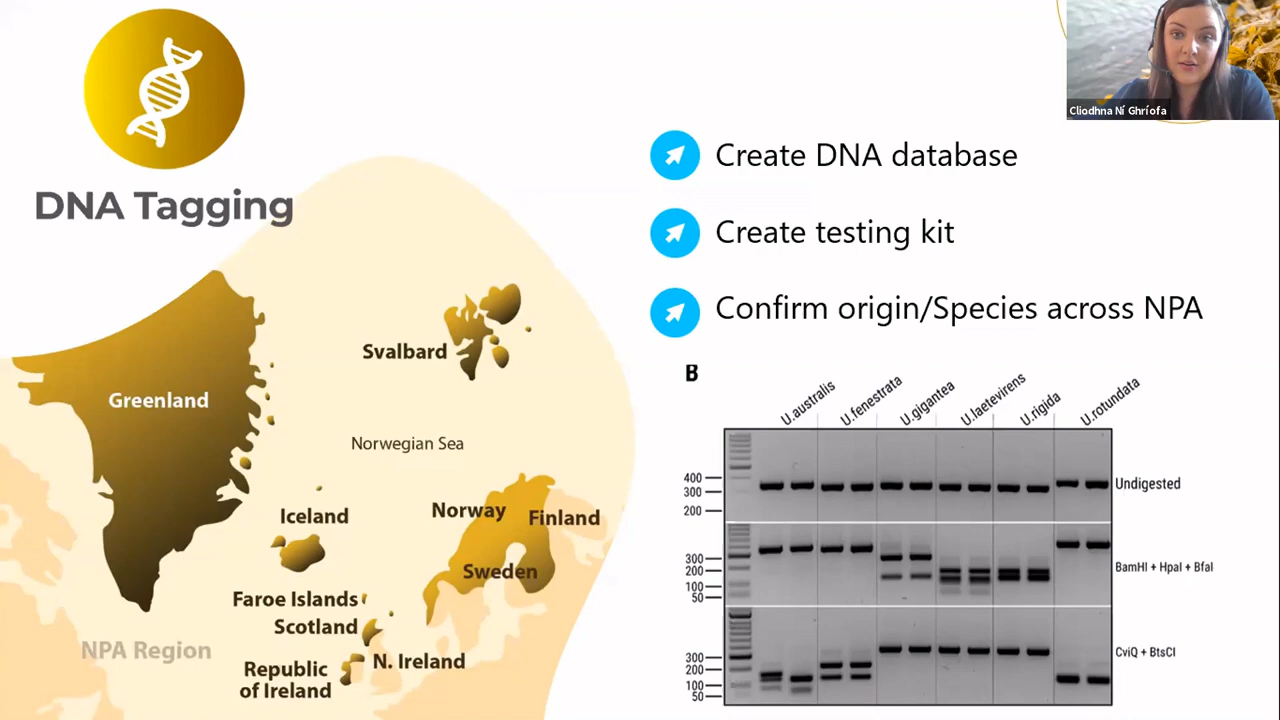 Cliodhna Ní Ghríofa
DNA Tagging
Create DNA database
Create testing kit
Confirm origin/Species across NPA
Svalbard
Greenland
Norwegian Sea
Iceland
Norway
Finland
Sweden
Faroe Islands
Scotland
NPA Region
N. Ireland
Republic
of Ireland
B
U.australis
U.fenestrata
U.gigantea
U.laetevirens
U.rigida
U.rotundata
400
300
200
Undigested
300
200
100
50
BamHI + HpaI + BfaI
300
200
100
50
CviQ + BtsCI